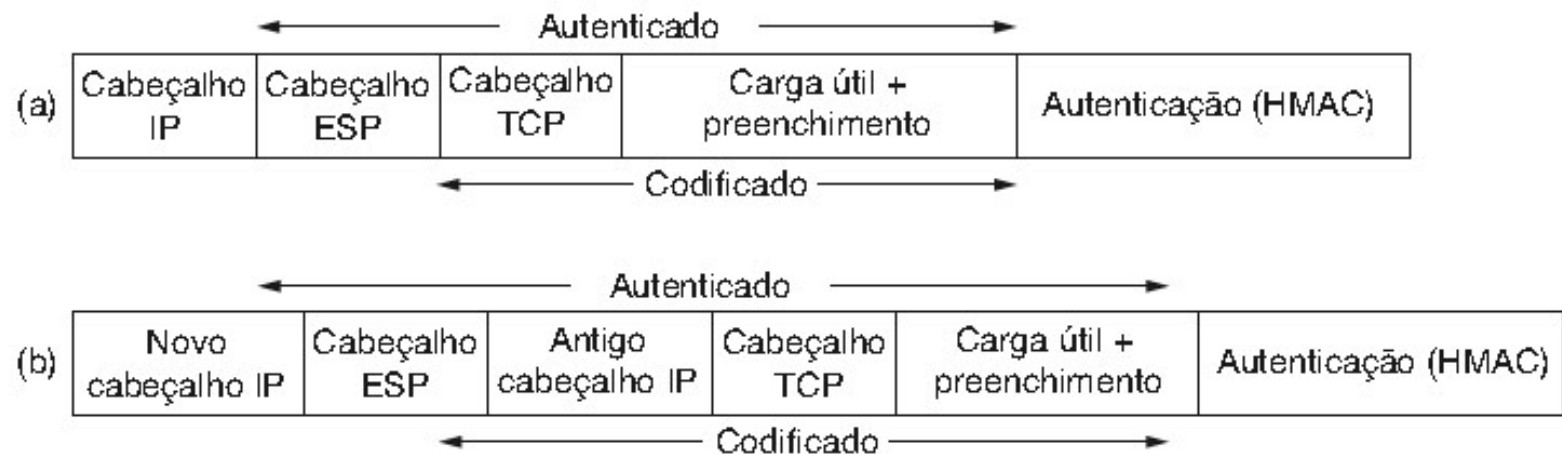 Autenticado
(a)
Cabeçalho
IP
Cabeçalho
ESP
Cabeçalho
TCP
Carga útil +
preenchimento
Autenticação (HMAC)
Codificado
Autenticado
(b)
Novo
cabeçalho IP
Cabeçalho
ESP
Antigo
cabeçalho IP
Cabeçalho
TCP
Carga útil +
preenchimento
Autenticação (HMAC)
Codificado